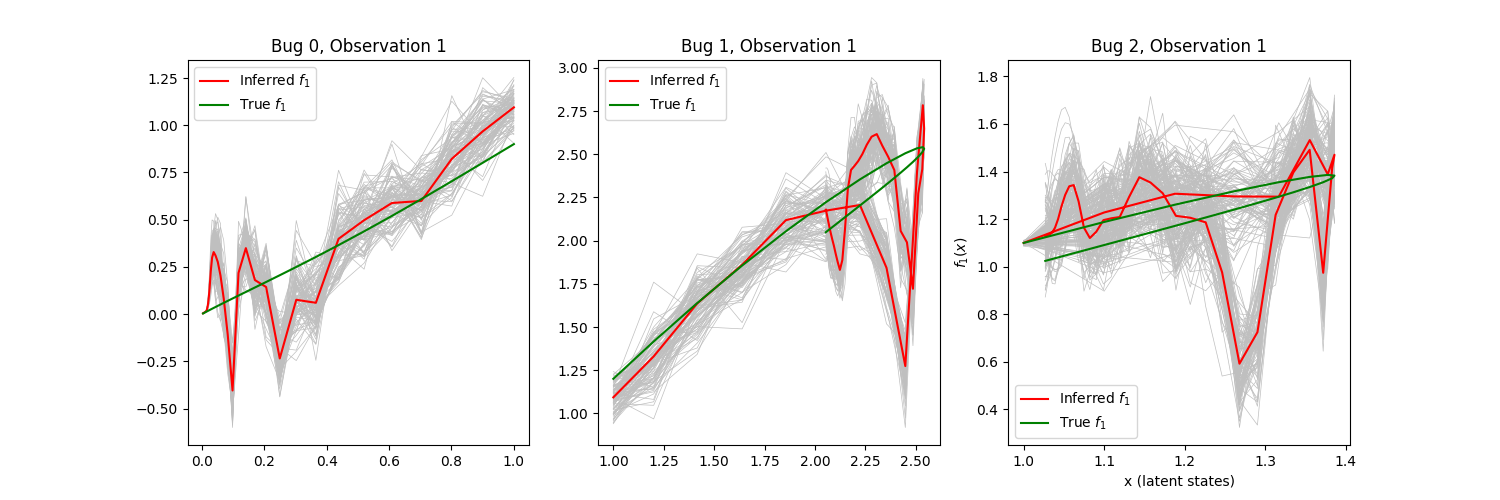 Bug 0, Observation 1
Inferred f₁
True f₁
1.25
1.00
0.75
0.50
0.25
0.00
−0.25
−0.50
0.0 0.2 0.4 0.6 0.8 1.0
Bug 1, Observation 1
Inferred f₁
True f₁
3.00
2.75
2.50
2.25
2.00
1.75
1.50
1.25
1.00
1.00 1.25 1.50 1.75 2.00 2.25 2.50
Bug 2, Observation 1
f₁(x)
1.8
1.6
1.4
1.2
1.0
0.8
0.6
0.4
Inferred f₁
True f₁
1.0 1.1 1.2 1.3 1.4
x (latent states)